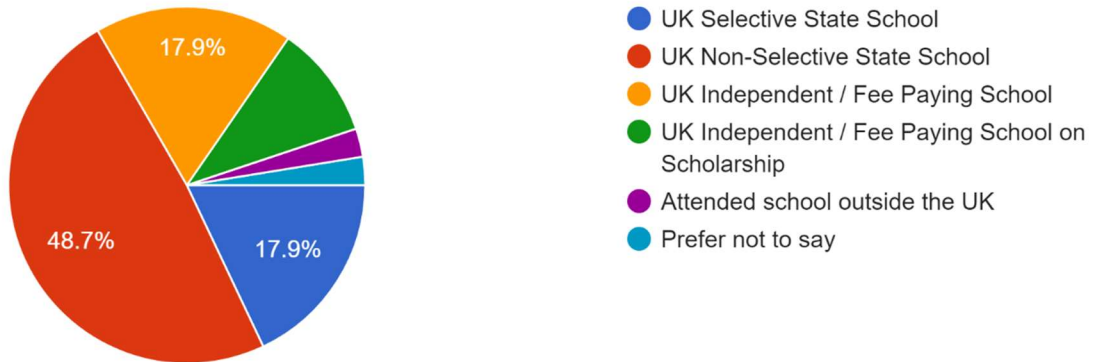 17.9%
48.7%
17.9%
UK Selective State School
UK Non-Selective State School
UK Independent / Fee Paying School
UK Independent / Fee Paying School on
Scholarship
Attended school outside the UK
Prefer not to say